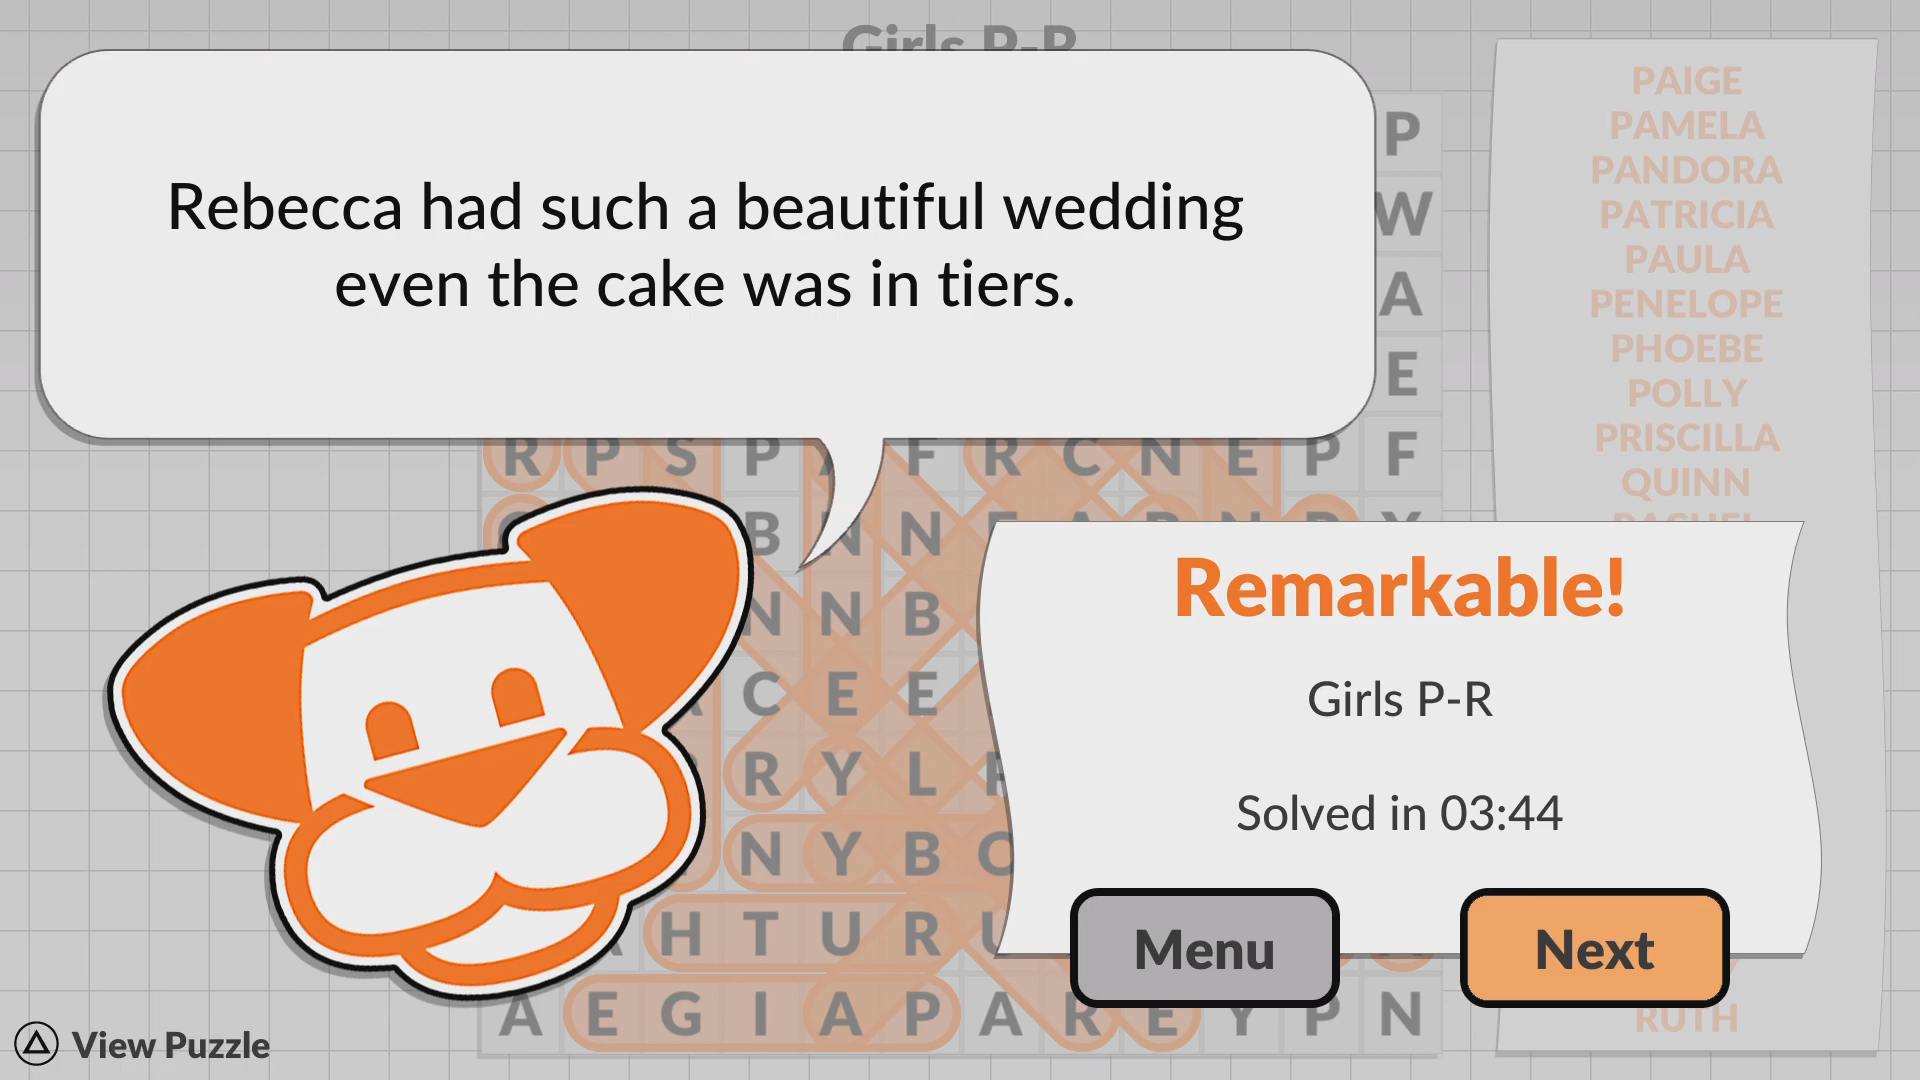 Girls P-R
Rebecca had such a beautiful wedding
even the cake was in tiers.
P
W
A
E
R P S P F R C N E P F
B N N
N N B
C E E
R Y L
N Y B
H T U R
A E G I A P A R E Y P N
PAIGE
PAMELA
PANDORA
PATRICIA
PAULA
PENELOPE
PHOEBE
POLLY
PRISCILLA
QUINN
RUTH
Remarkable!
Girls P-R
Solved in 03:44
Menu
Next
View Puzzle